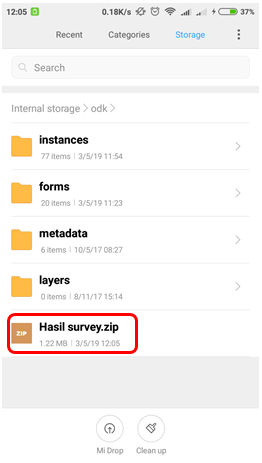 12:05 0.18K/s 37%
Recent Categories Storage
Search
Internal storage > odk >
instances
77 items | 3/5/19 11:54
forms
20 items | 3/5/19 11:23
metadata
6 items | 10/5/17 08:27
layers
0 items | 8/11/17 15:14
ZIP Hasil survey.zip
1.22 MB | 3/5/19 12:05
Mi Drop Clean up